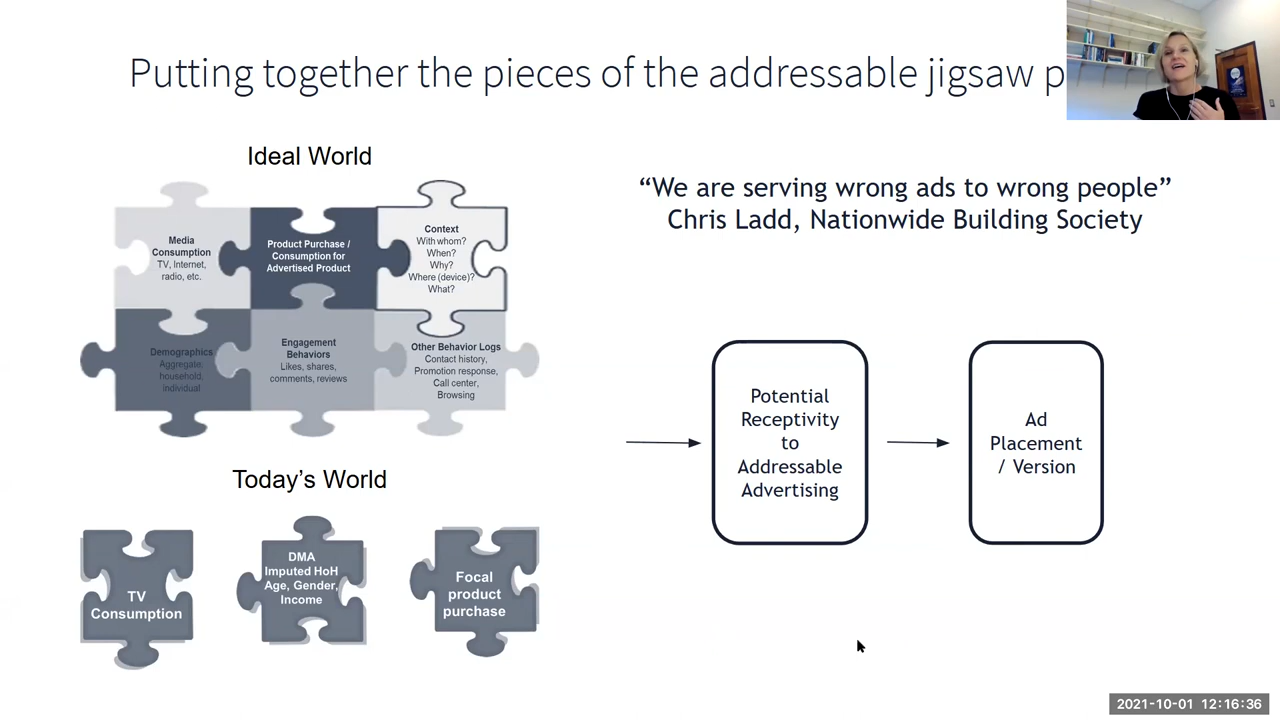 Putting together the pieces of the addressable jigsaw p
Ideal World
Media
Consumption
TV, Internet,
radio, etc.
Product Purchase /
Consumption for
Advertised Product
Context
With whom?
When?
Why?
Where (device)?
What?
Demographics
Aggregate,
household,
individual
Engagement
Behaviors
Likes, shares,
comments, reviews
Other Behavior Logs
Contact history,
Promotion response,
Call center,
Browsing
Today’s World
TV
Consumption
DMA
Imputed HoH
Age, Gender,
Income
Focal
product
purchase
“We are serving wrong ads to wrong people”
Chris Ladd, Nationwide Building Society
Potential
Receptivity
to
Addressable
Advertising
Ad
Placement
/ Version
2021-10-01 12:16:36